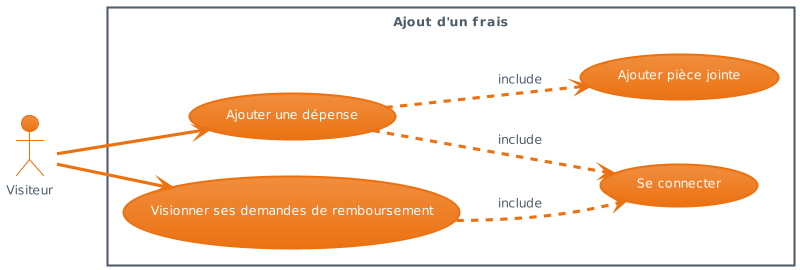 Ajout d'un frais
include
Ajouter pièce jointe
Ajouter une dépense
include
Visiteur
Se connecter
Visionner ses demandes de remboursement
include